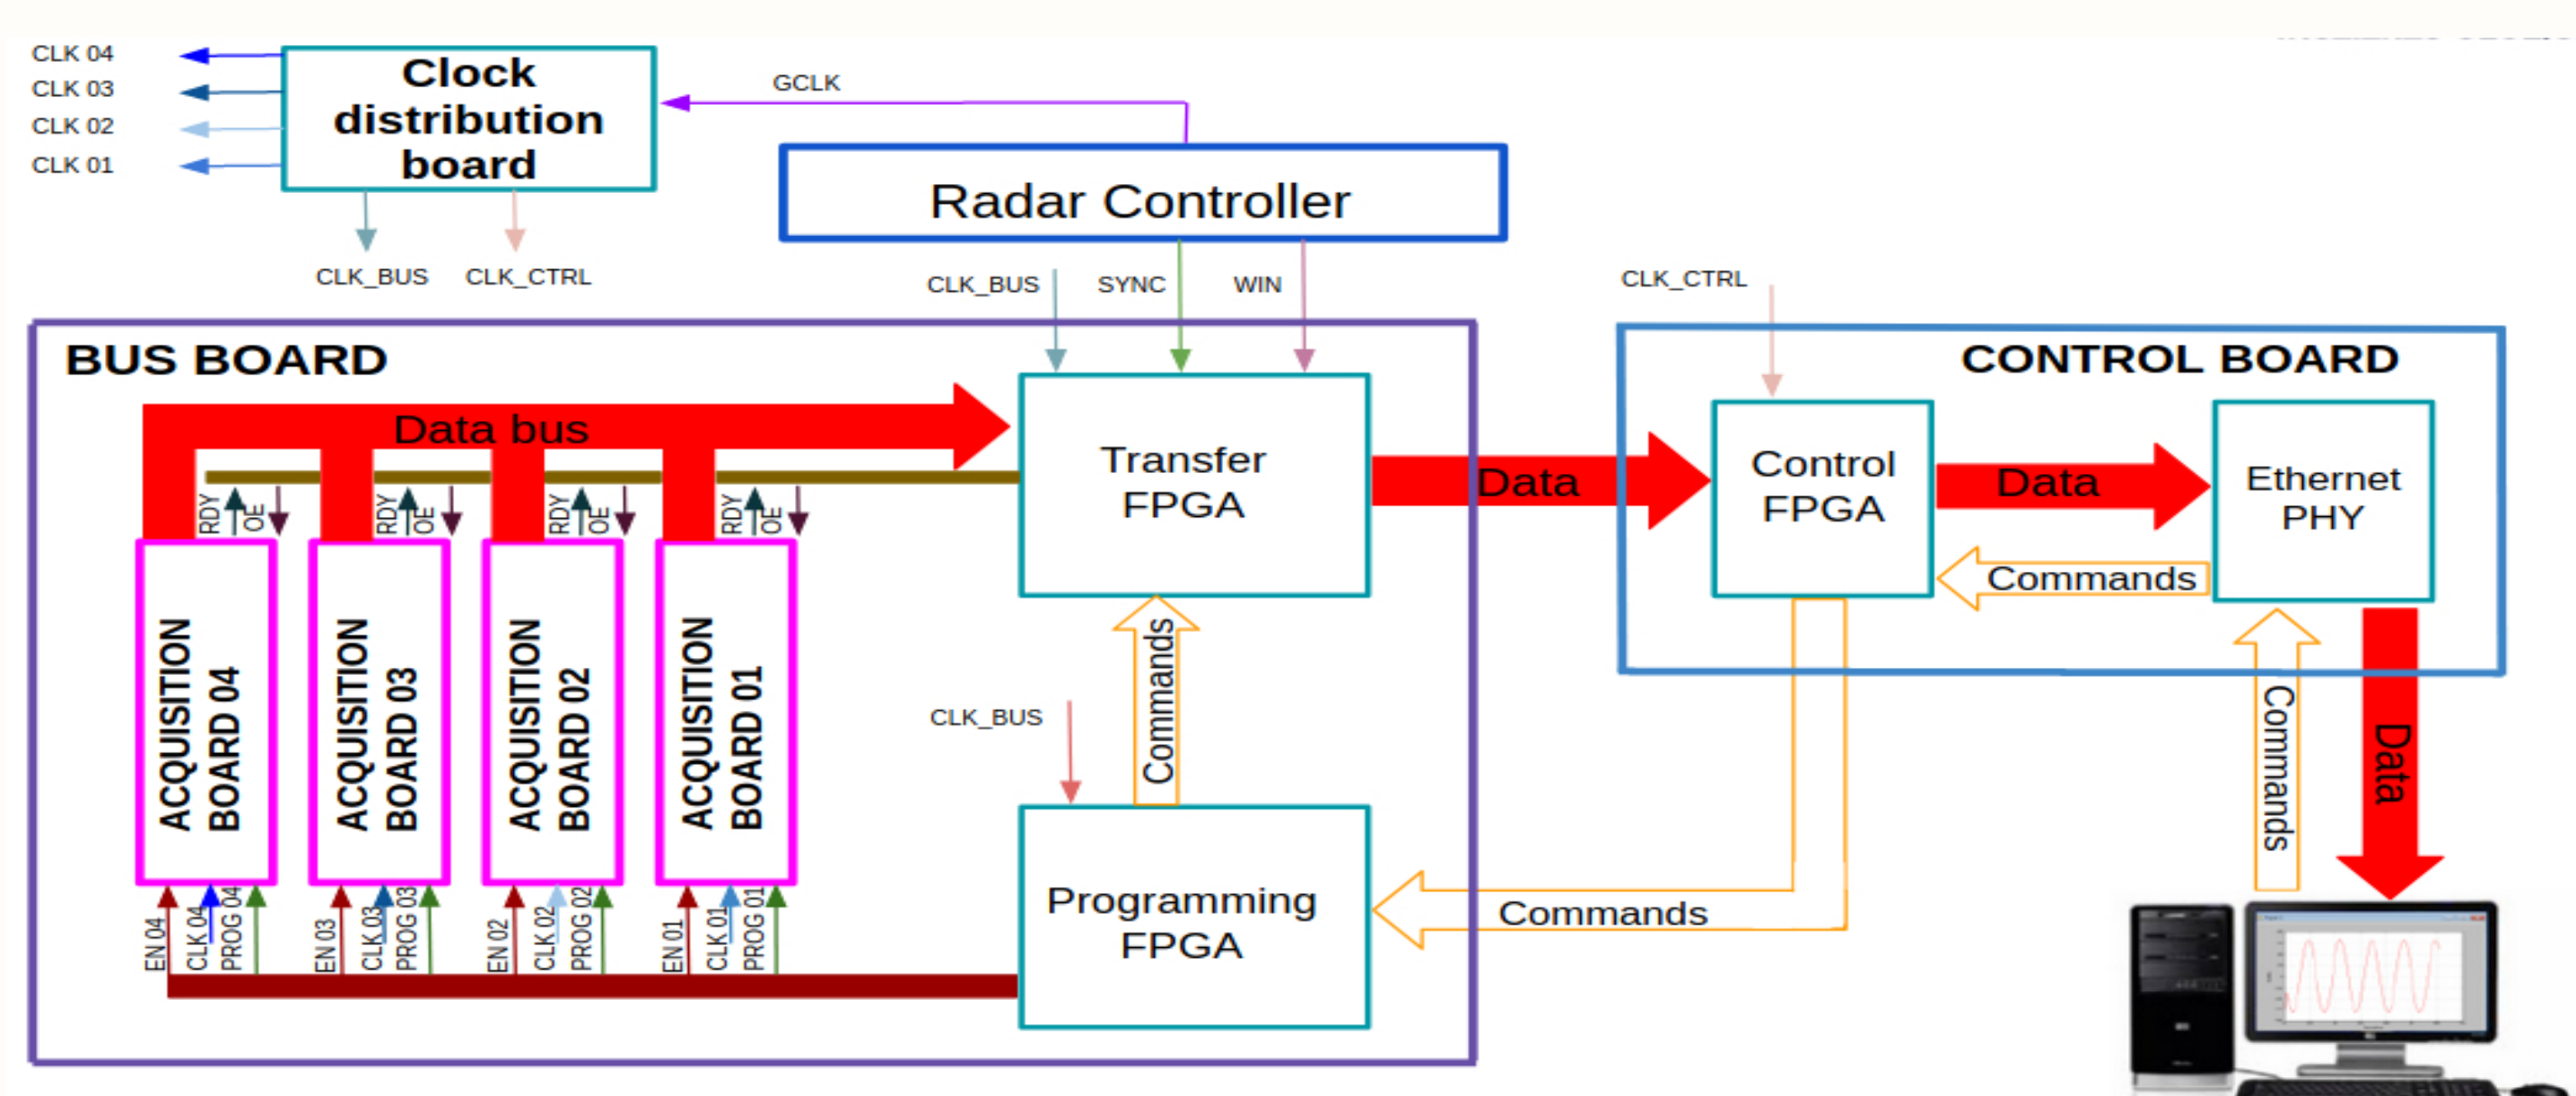 CLK 04
CLK 03
CLK 02
CLK 01
Clock
distribution
board
GCLK
Radar Controller
CLK_BUS
CLK_CTRL
CLK_BUS
SYNC
WIN
CLK_CTRL
BUS BOARD
CONTROL BOARD
Data bus
RDY
OE
RDY
OE
RDY
OE
RDY
OE
Transfer
FPGA
Data
Control
FPGA
Data
Ethernet
PHY
Commands
ACQUISITION
BOARD 04
ACQUISITION
BOARD 03
ACQUISITION
BOARD 02
ACQUISITION
BOARD 01
Commands
CLK_BUS
Commands
Data
EN 04
CLK 04
PROG 04
EN 03
CLK 03
PROG 03
EN 02
CLK 02
PROG 02
EN 01
CLK 01
PROG 01
Programming
FPGA
Commands